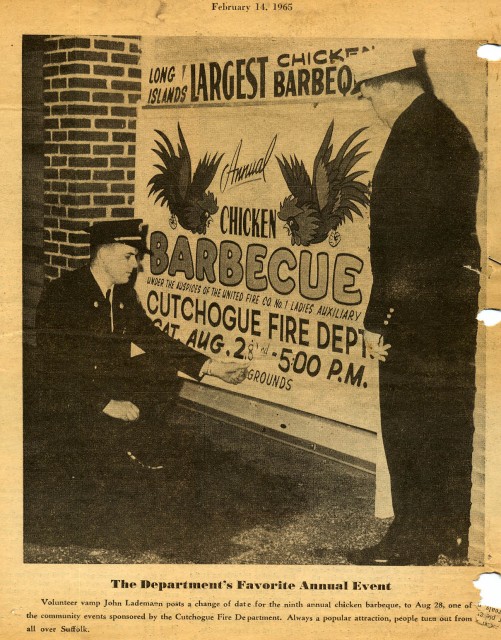 February 14, 1965
LONG ISLANDS LARGEST CHICKEN BARBEQ
Annual
CHICKEN
BARBECUE
UNDER THE AUSPICES OF THE UNITED FIRE CO. NO. 1 LADIES AUXILIARY
CUTCHOGUE FIRE DEPT.
SAT. AUG. 28 - 5:00 P.M.
GROUNDS
The Department's Favorite Annual Event
Volunteer vamp John Lademann posts a change of date for the ninth annual chicken barbeque, to Aug 28, one of
the community events sponsored by the Cutchogue Fire Department. Always a popular attraction, people turn out from
all over Suffolk.